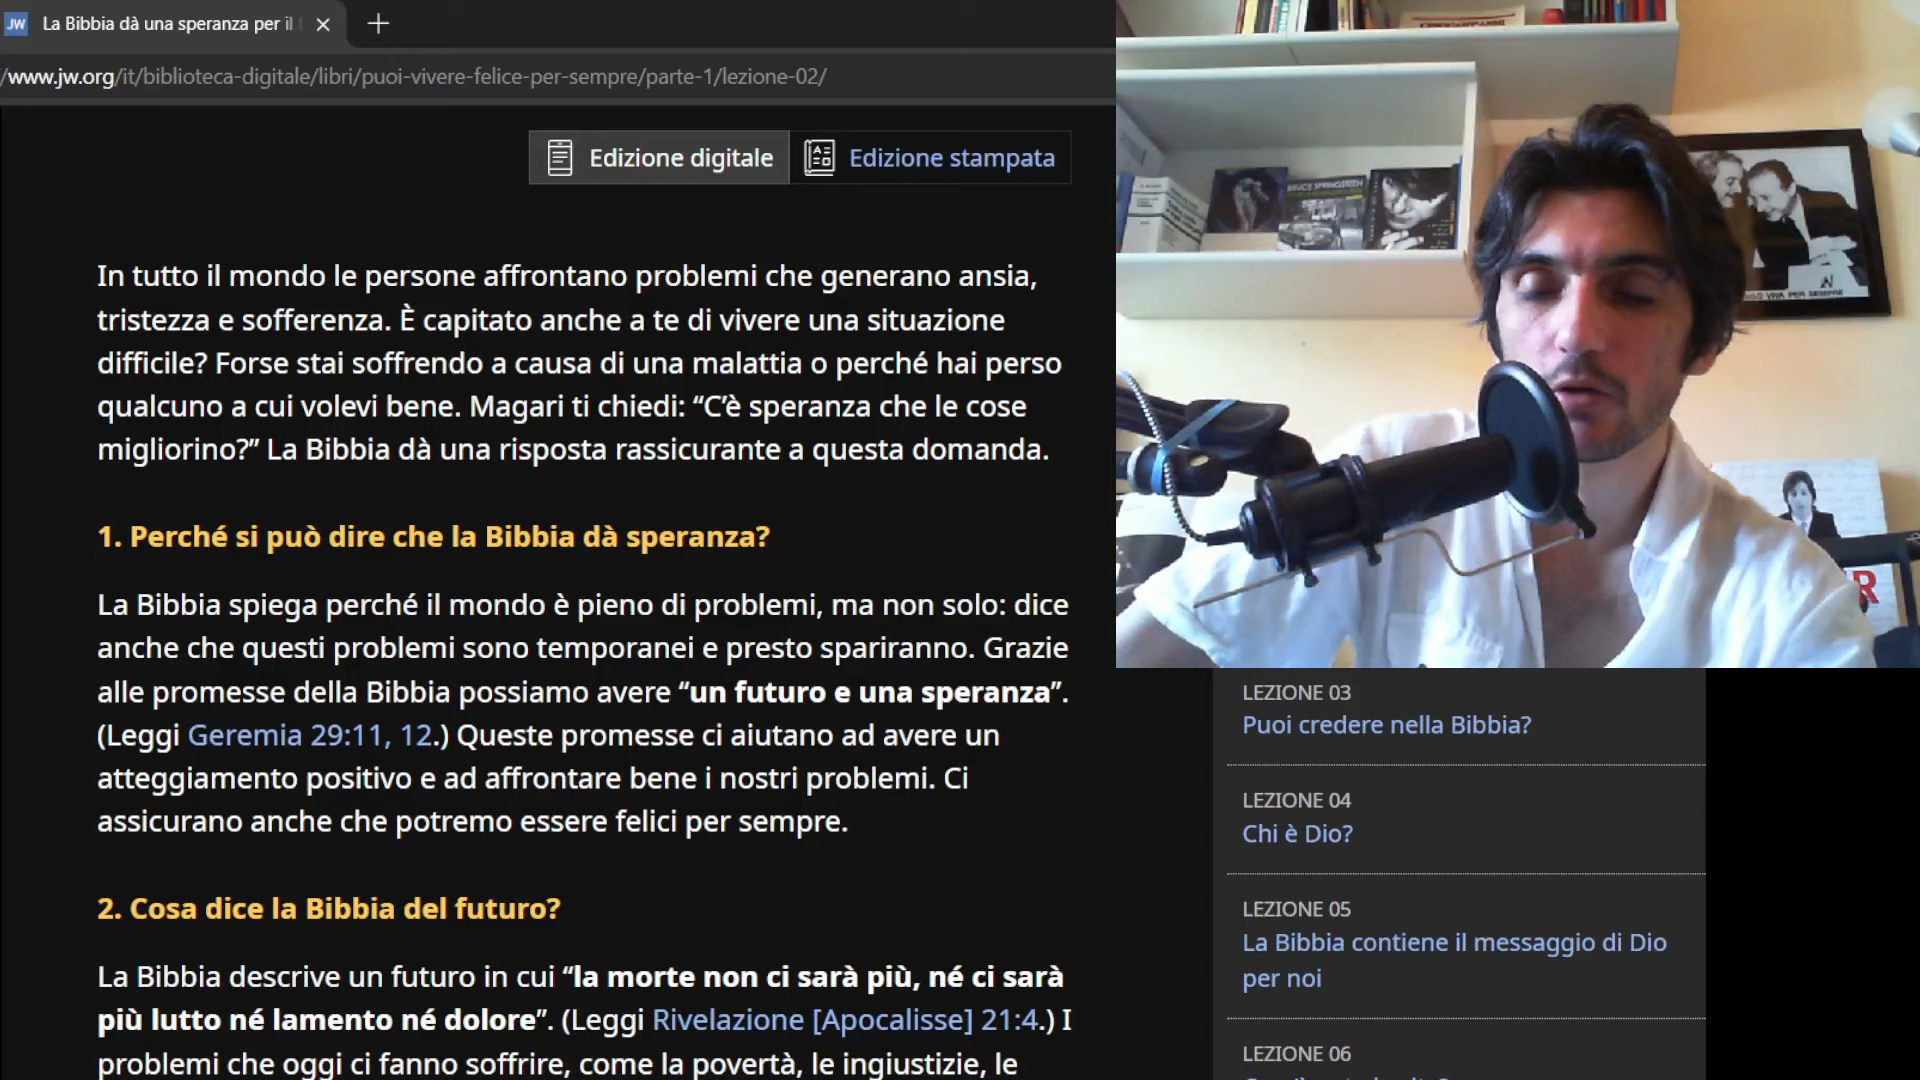 JW
La Bibbia dà una speranza per il
/www.jw.org/it/biblioteca-digitale/libri/puoi-vivere-felice-per-sempre/parte-1/lezione-02/
Edizione digitale
Edizione stampata
In tutto il mondo le persone affrontano problemi che generano ansia,
tristezza e sofferenza. È capitato anche a te di vivere una situazione
difficile? Forse stai soffrendo a causa di una malattia o perché hai perso
qualcuno a cui volevi bene. Magari ti chiedi: “C’è speranza che le cose
migliorino?” La Bibbia dà una risposta rassicurante a questa domanda.
1. Perché si può dire che la Bibbia dà speranza?
La Bibbia spiega perché il mondo è pieno di problemi, ma non solo: dice
anche che questi problemi sono temporanei e presto spariranno. Grazie
alle promesse della Bibbia possiamo avere “un futuro e una speranza”.
(Leggi Geremia 29:11, 12.) Queste promesse ci aiutano ad avere un
atteggiamento positivo e ad affrontare bene i nostri problemi. Ci
assicurano anche che potremo essere felici per sempre.
2. Cosa dice la Bibbia del futuro?
La Bibbia descrive un futuro in cui “la morte non ci sarà più, né ci sarà
più lutto né lamento né dolore”. (Leggi Rivelazione [Apocalisse] 21:4.) I
problemi che oggi ci fanno soffrire, come la povertà, le ingiustizie, le
BRUCE SPRINGSTEEN
VIVA PER SEMPRE
R
LEZIONE 03
Puoi credere nella Bibbia?
LEZIONE 04
Chi è Dio?
LEZIONE 05
La Bibbia contiene il messaggio di Dio
per noi
LEZIONE 06